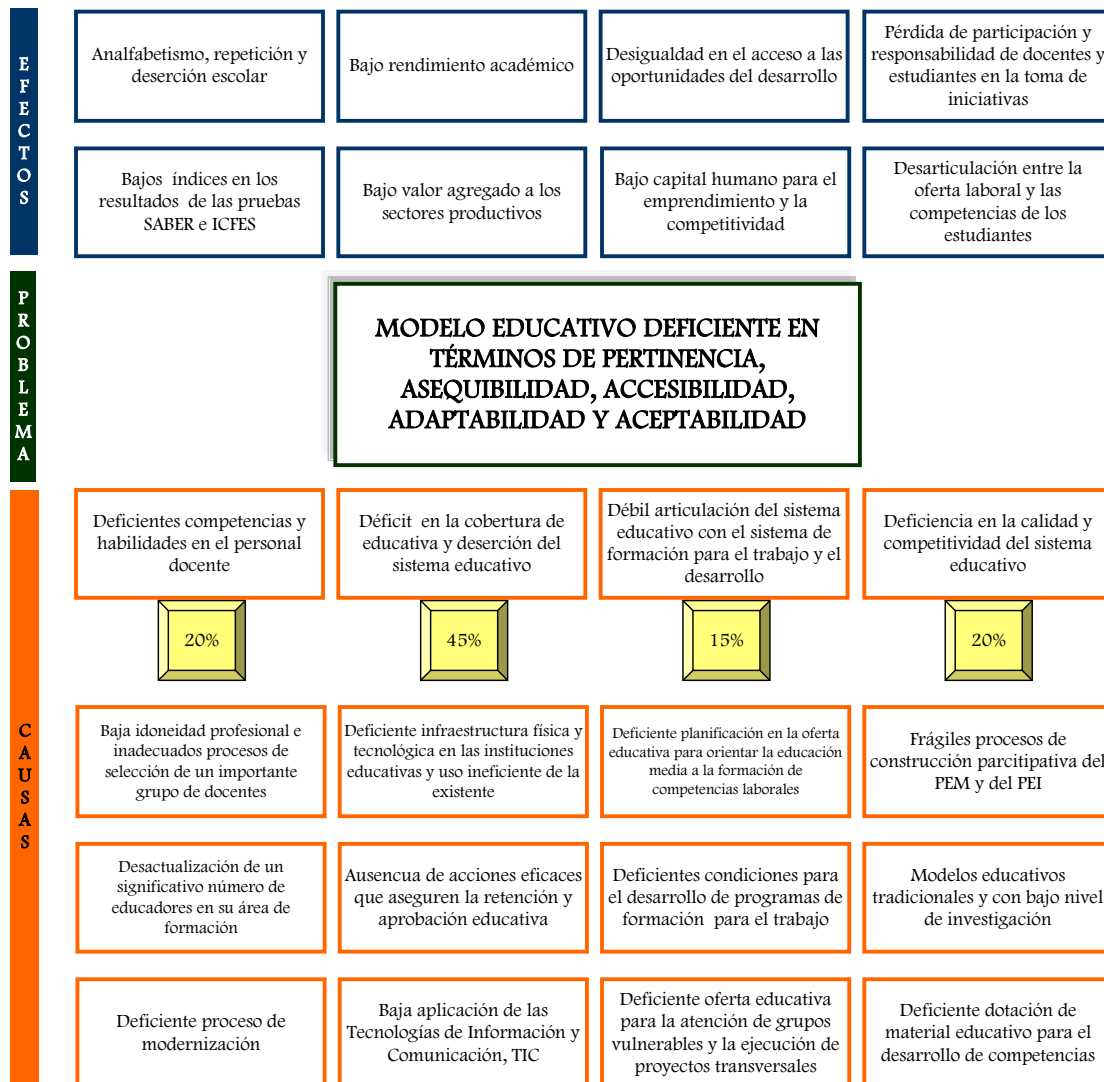 EFECTOS
Analfabetismo, repetición y
deserción escolar
Bajo rendimiento académico
Desigualdad en el acceso a las
oportunidades del desarrollo
Pérdida de participación y
responsabilidad de docentes y
estudiantes en la toma de
iniciativas
Bajos índices en los
resultados de las pruebas
SABER e ICFES
Bajo valor agregado a los
sectores productivos
Bajo capital humano para el
emprendimiento y la
competitividad
Desarticulación entre la
oferta laboral y las
competencias de los
estudiantes
PROBLEMA
MODELO EDUCATIVO DEFICIENTE EN
TÉRMINOS DE PERTINENCIA,
ASEQUIBILIDAD, ACCESIBILIDAD,
ADAPTABILIDAD Y ACEPTABILIDAD
CAUSAS
Deficientes competencias y
habilidades en el personal
docente
Déficit en la cobertura de
educativa y deserción del
sistema educativo
Débil articulación del sistema
educativo con el sistema de
formación para el trabajo y el
desarrollo
Deficiencia en la calidad y
competitividad del sistema
educativo
20%
45%
15%
20%
Baja idoneidad profesional e
inadecuados procesos de
selección de un importante
grupo de docentes
Deficiente infraestructura física y
tecnológica en las instituciones
educativas y uso ineficiente de la
existente
Deficiente planificación en la oferta
educativa para orientar la educación
media a la formación de
competencias laborales
Frágiles procesos de
construcción parcitipativa del
PEM y del PEI
Desactualización de un
significativo número de
educadores en su área de
formación
Ausencua de acciones eficaces
que aseguren la retención y
aprobación educativa
Deficientes condiciones para
el desarrollo de programas de
formación para el trabajo
Modelos educativos
tradicionales y con bajo nivel
de investigación
Deficiente proceso de
modernización
Baja aplicación de las
Tecnologías de Información y
Comunicación, TIC
Deficiente oferta educativa
para la atención de grupos
vulnerables y la ejecución de
proyectos transversales
Deficiente dotación de
material educativo para el
desarrollo de competencias